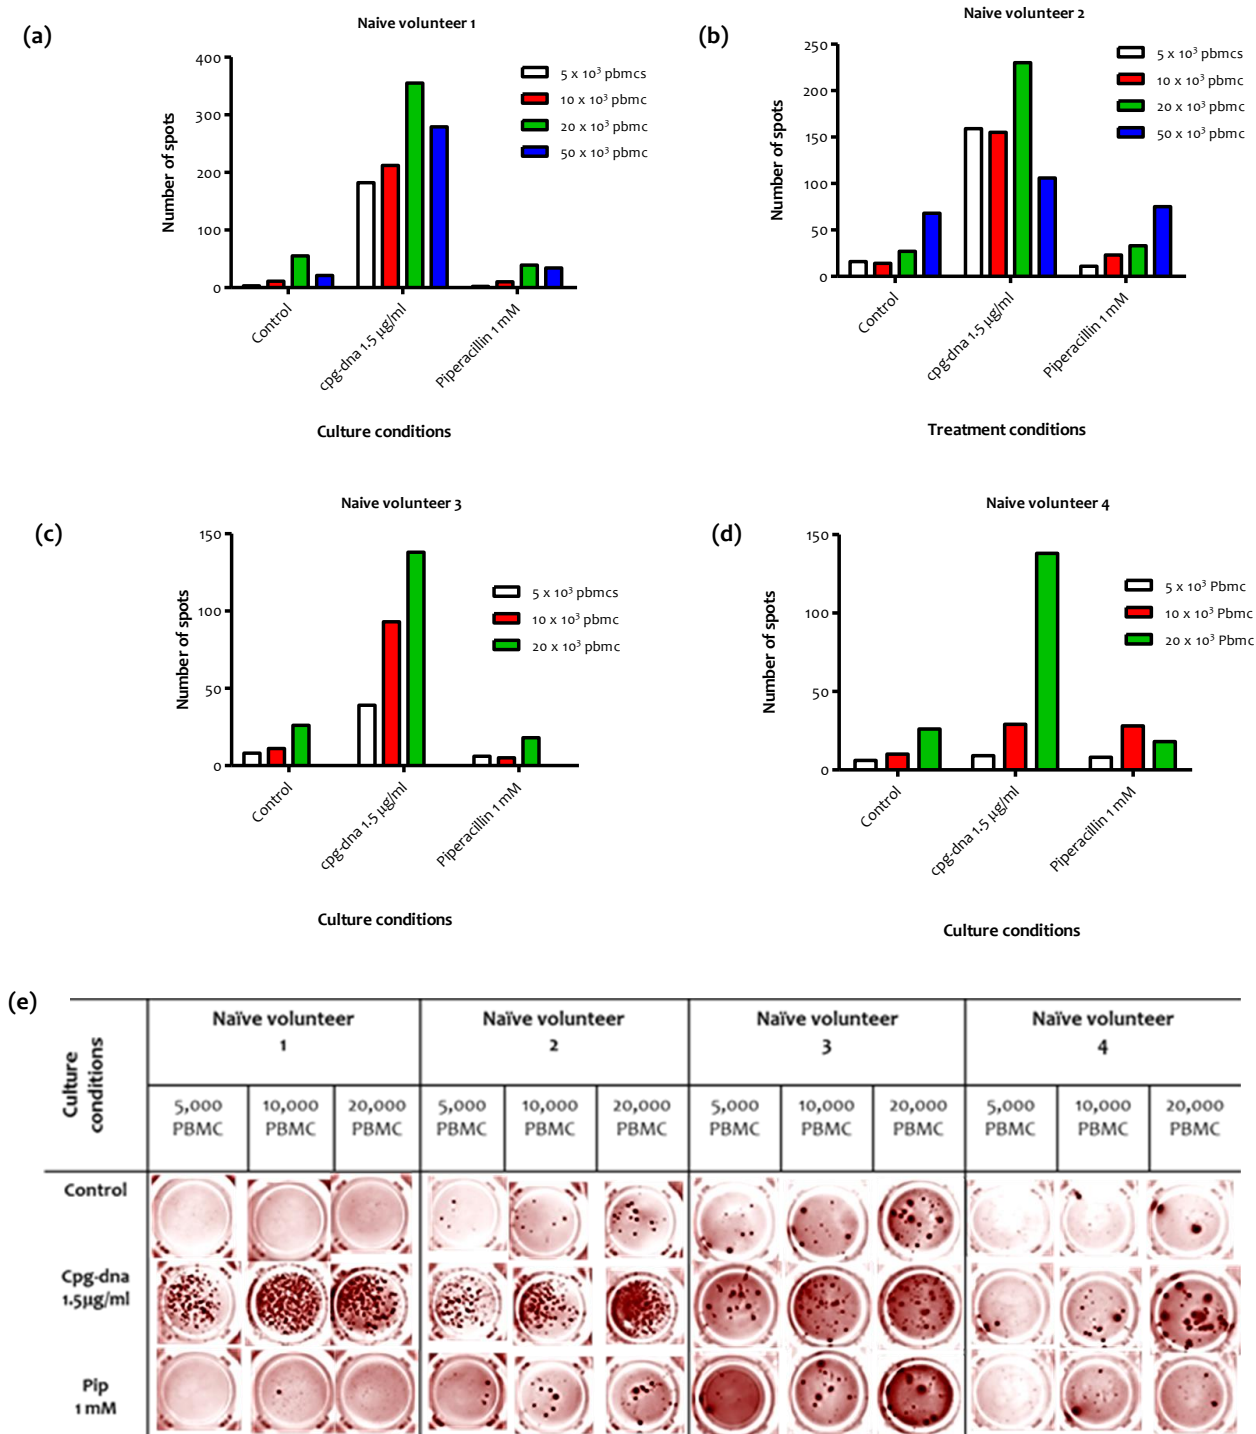 (a)
Naive volunteer 1
Number of spots
400
300
200
100
0
5 x 10³ pbmcs
10 x 10³ pbmc
20 x 10³ pbmc
50 x 10³ pbmc
Control
cpg-dna 1.5 µg/ml
Piperacillin 1 mM
Culture conditions
(b)
Naive volunteer 2
Number of spots
250
200
150
100
50
0
5 x 10³ pbmcs
10 x 10³ pbmc
20 x 10³ pbmc
50 x 10³ pbmc
Control
cpg-dna 1.5 µg/ml
Piperacillin 1 mM
Treatment conditions
(c)
Naive volunteer 3
Number of spots
150
100
50
0
5 x 10³ pbmcs
10 x 10³ pbmc
20 x 10³ pbmc
Control
cpg-dna 1.5 µg/ml
Piperacillin 1 mM
Culture conditions
(d)
Naive volunteer 4
Number of spots
150
100
50
0
5 x 10³ Pbmc
10 x 10³ Pbmc
20 x 10³ Pbmc
Control
cpg-dna 1.5 µg/ml
Piperacillin 1 mM
Culture conditions
(e)
Culture
conditions
Naïve volunteer
1
Naïve volunteer
2
Naïve volunteer
3
Naïve volunteer
4
5,000
PBMC
10,000
PBMC
20,000
PBMC
5,000
PBMC
10,000
PBMC
20,000
PBMC
5,000
PBMC
10,000
PBMC
20,000
PBMC
5,000
PBMC
10,000
PBMC
20,000
PBMC
Control
Cpg-dna
1.5µg/ml
Pip
1 mM